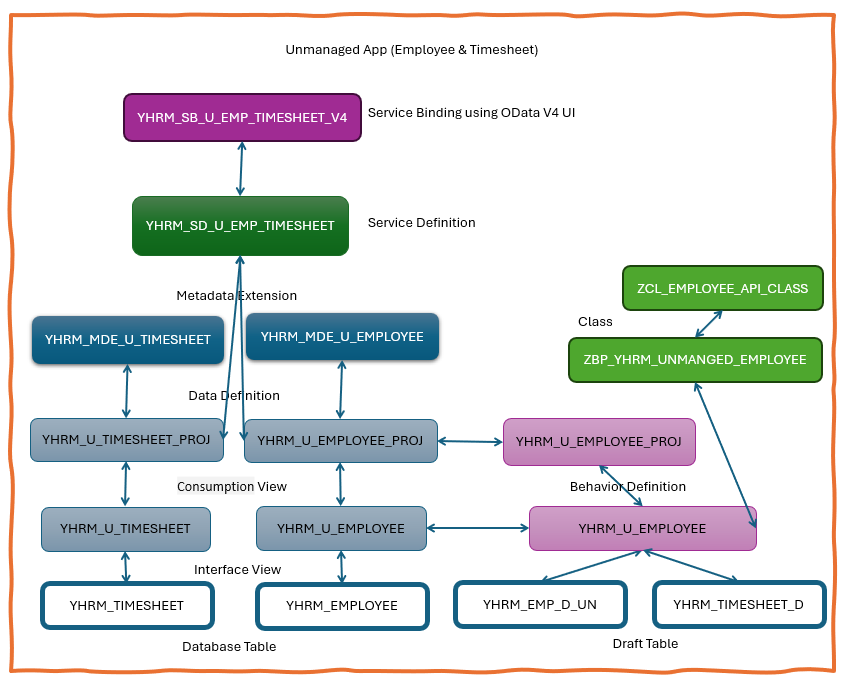 Unmanaged App (Employee & Timesheet)
YHRM_SB_U_EMP_TIMESHEET_V4
Service Binding using OData V4 UI
YHRM_SD_U_EMP_TIMESHEET
Service Definition
ZCL_EMPLOYEE_API_CLASS
Metadata Extension
Class
YHRM_MDE_U_TIMESHEET
YHRM_MDE_U_EMPLOYEE
ZBP_YHRM_UNMANGED_EMPLOYEE
Data Definition
YHRM_U_TIMESHEET_PROJ
YHRM_U_EMPLOYEE_PROJ
YHRM_U_EMPLOYEE_PROJ
Consumption View
Behavior Definition
YHRM_U_TIMESHEET
YHRM_U_EMPLOYEE
YHRM_U_EMPLOYEE
Interface View
YHRM_TIMESHEET
YHRM_EMPLOYEE
YHRM_EMP_D_UN
YHRM_TIMESHEET_D
Database Table
Draft Table